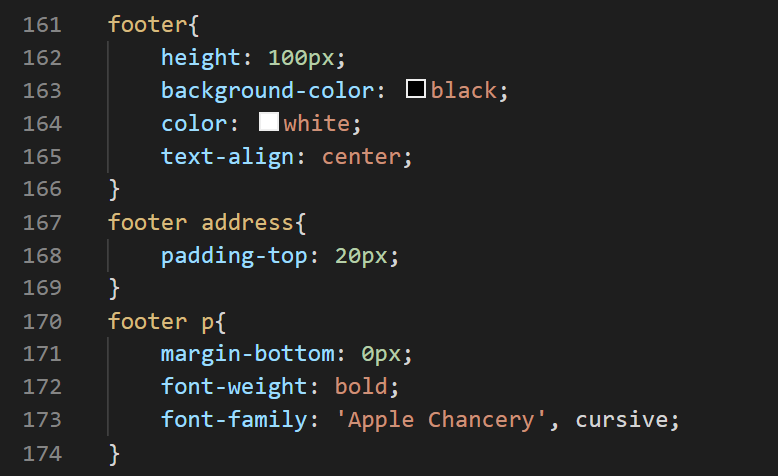 161 footer{
162     height: 100px;
163     background-color: black;
164     color: white;
165     text-align: center;
166 }
167 footer address{
168     padding-top: 20px;
169 }
170 footer p{
171     margin-bottom: 0px;
172     font-weight: bold;
173     font-family: 'Apple Chancery', cursive;
174 }